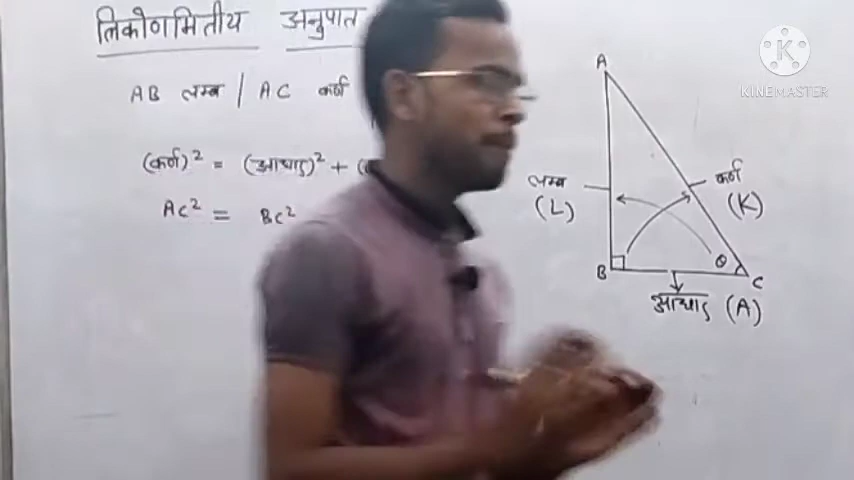 त्रिकोणमितीय अनुपात
AB लम्ब / AC कर्ण
(कर्ण)² = (आधार)² + (
AC² = BC²
A
लम्ब
(L)
कर्ण
(K)
B
θ
C
आधार (A)
K
KINEMASTER